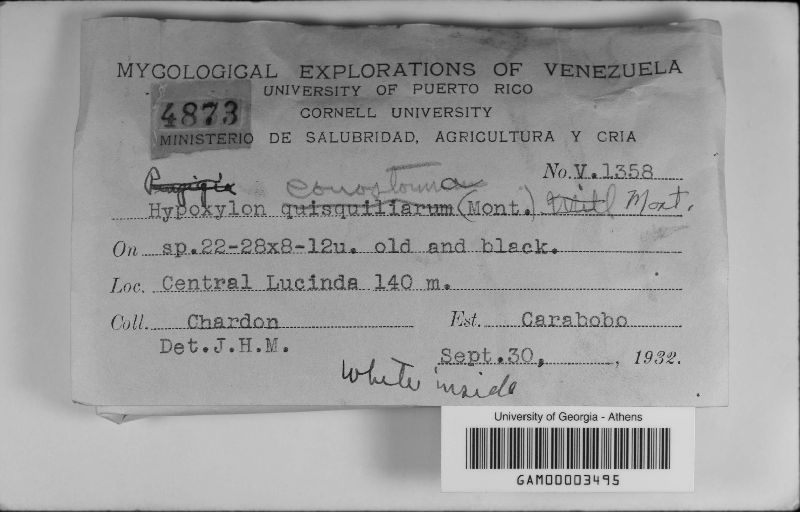 MYCOLOGICAL EXPLORATIONS OF VENEZUELA
UNIVERSITY OF PUERTO RICO
4873
CORNELL UNIVERSITY
MINISTERIO DE SALUBRIDAD, AGRICULTURA Y CRIA
No. V.1358
conostoma
Hypoxylon quisquiliarum (Mont.) Mont.
On sp.22-28x8-12u. old and black.
Loc. Central Lucinda 140 m.
Coll. Chardon Est. Carabobo
Det.J.H.M.
Sept.30, , 1932.
White inside
University of Georgia - Athens
GAM00003495